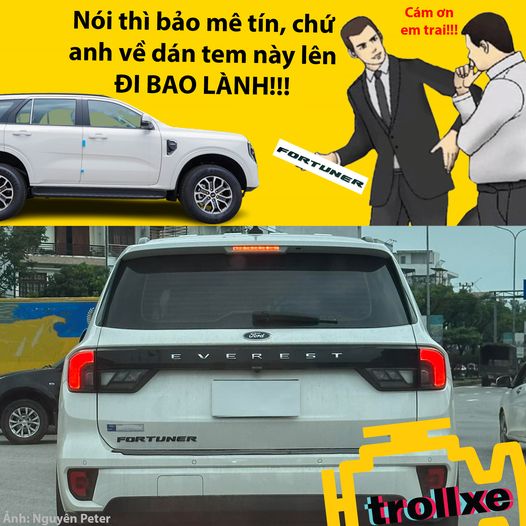 Nói thì bảo mê tín, chứ
anh về dán tem này lên
ĐI BAO LÀNH!!!
Cám ơn
em trai!!!
FORTUNER
Ford
EVEREST
FORTUNER
trollxe
Ảnh: Nguyễn Peter